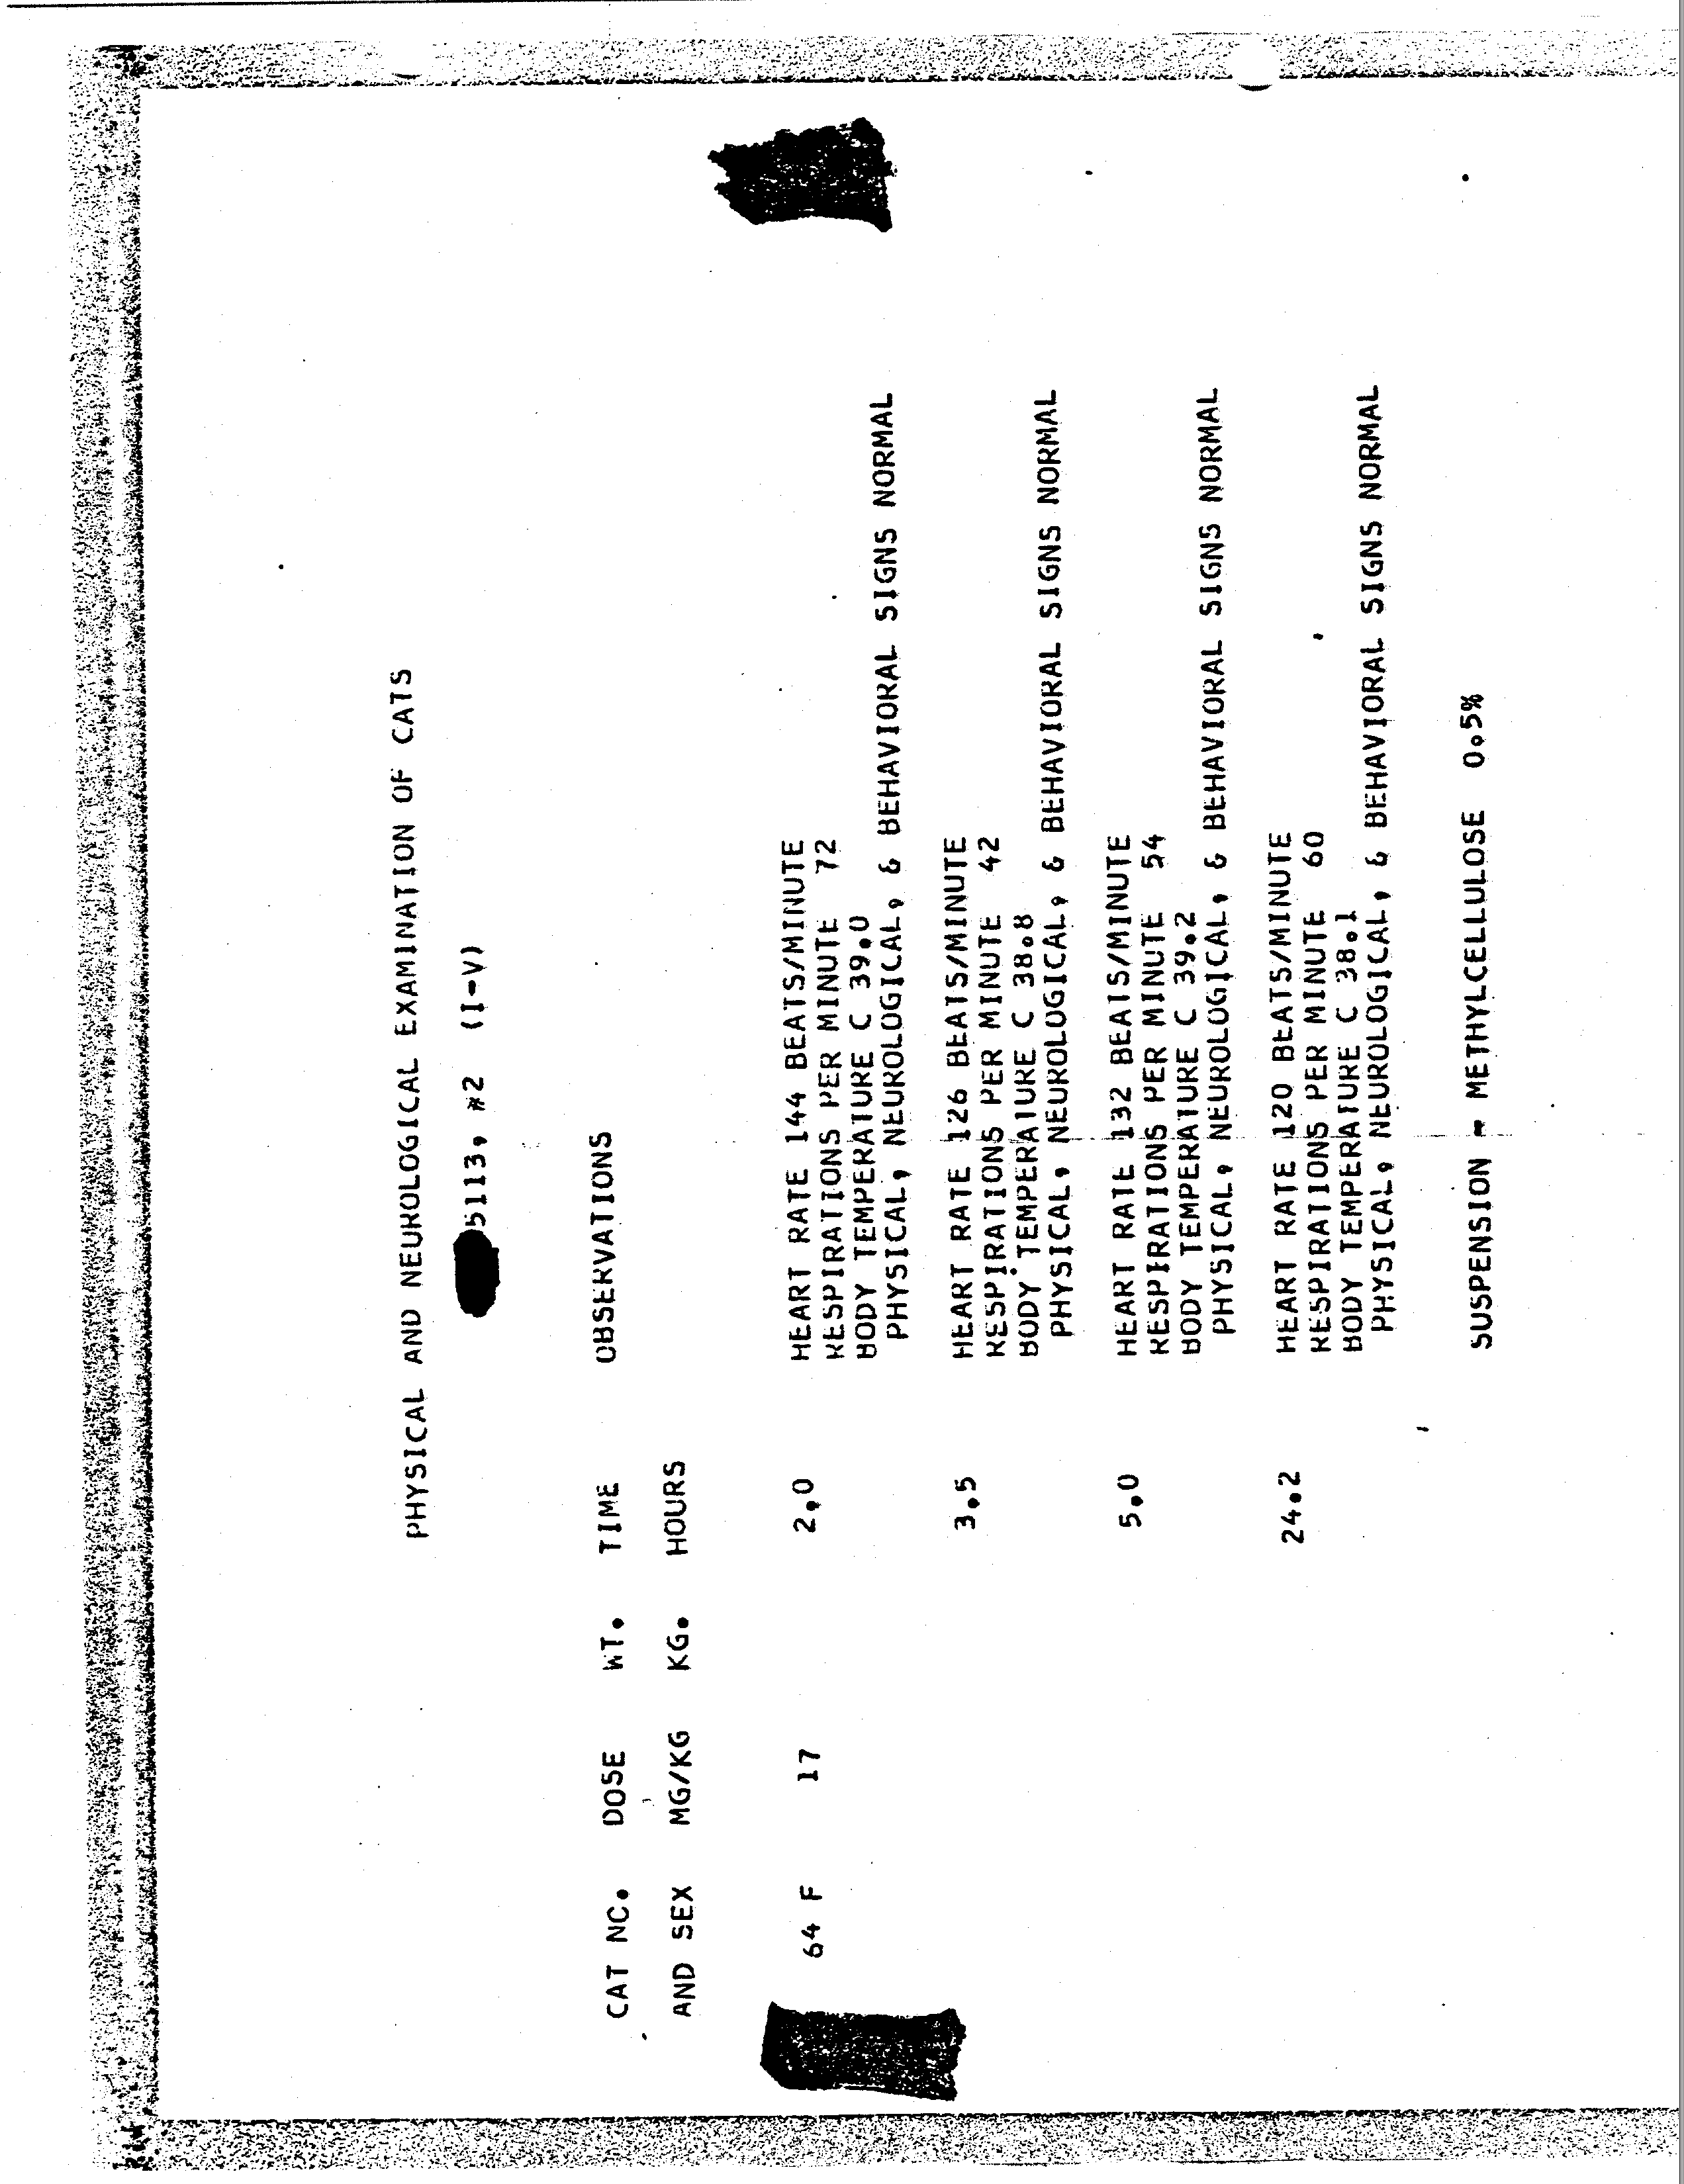 PHYSICAL AND NEUROLOGICAL EXAMINATION OF CATS
5113, #2 (I-V)
CAT NC. DOSE WT. TIME OBSERVATIONS
AND SEX MG/KG KG. HOURS
64 F 17 2.0 HEART RATE 144 BEATS/MINUTE
RESPIRATIONS PER MINUTE 72
BODY TEMPERATURE C 39.0
PHYSICAL, NEUROLOGICAL, & BEHAVIORAL SIGNS NORMAL
3.5 HEART RATE 126 BEATS/MINUTE
RESPIRATIONS PER MINUTE 42
BODY TEMPERATURE C 38.8
PHYSICAL, NEUROLOGICAL, & BEHAVIORAL SIGNS NORMAL
5.0 HEART RATE 132 BEATS/MINUTE
RESPIRATIONS PER MINUTE 54
BODY TEMPERATURE C 39.2
PHYSICAL, NEUROLOGICAL, & BEHAVIORAL SIGNS NORMAL
24.2 HEART RATE 120 BEATS/MINUTE
RESPIRATIONS PER MINUTE 60
BODY TEMPERATURE C 38.1
PHYSICAL, NEUROLOGICAL, & BEHAVIORAL SIGNS NORMAL
SUSPENSION - METHYLCELLULOSE 0.5%